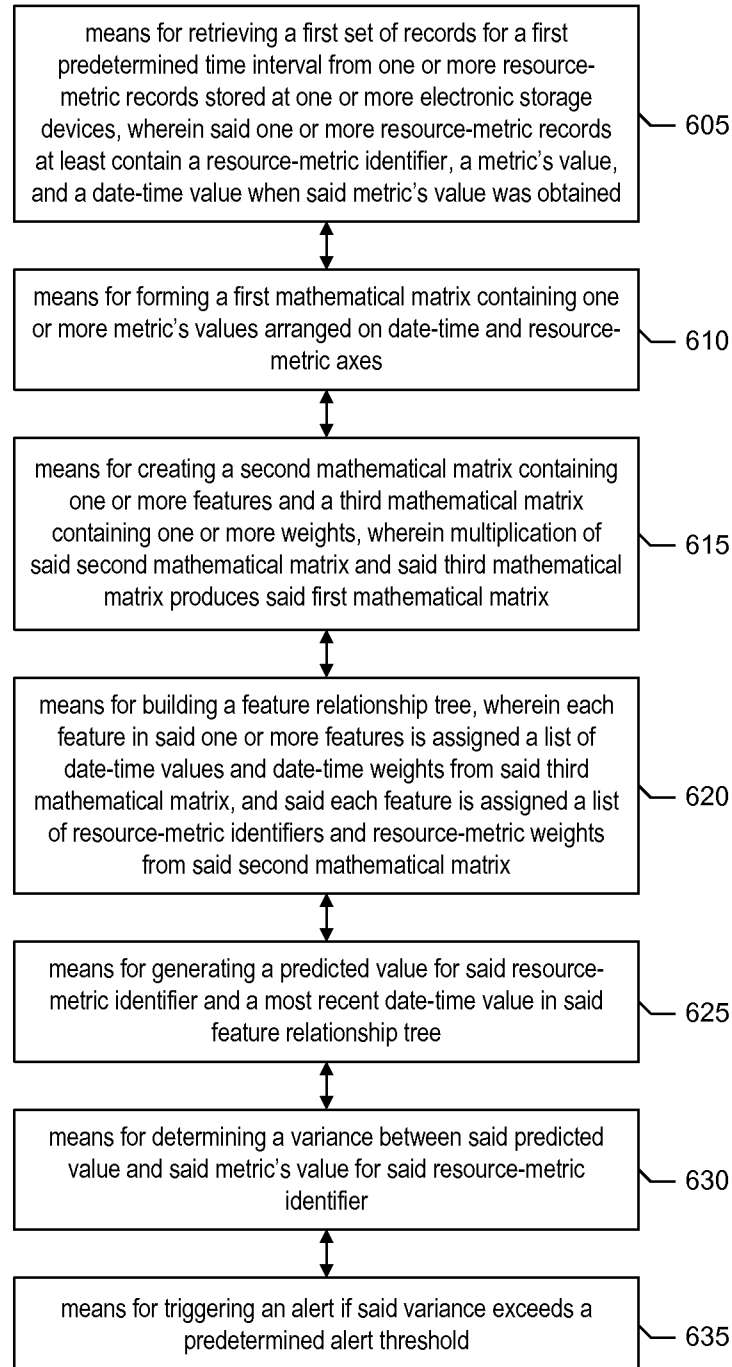 means for retrieving a first set of records for a first
predetermined time interval from one or more resource-
metric records stored at one or more electronic storage
devices, wherein said one or more resource-metric records
at least contain a resource-metric identifier, a metric's value,
and a date-time value when said metric's value was obtained
605
means for forming a first mathematical matrix containing one
or more metric's values arranged on date-time and resource-
metric axes
610
means for creating a second mathematical matrix containing
one or more features and a third mathematical matrix
containing one or more weights, wherein multiplication of
said second mathematical matrix and said third mathematical
matrix produces said first mathematical matrix
615
means for building a feature relationship tree, wherein each
feature in said one or more features is assigned a list of
date-time values and date-time weights from said third
mathematical matrix, and said each feature is assigned a list
of resource-metric identifiers and resource-metric weights
from said second mathematical matrix
620
means for generating a predicted value for said resource-
metric identifier and a most recent date-time value in said
feature relationship tree
625
means for determining a variance between said predicted
value and said metric's value for said resource-metric
identifier
630
means for triggering an alert if said variance exceeds a
predetermined alert threshold
635